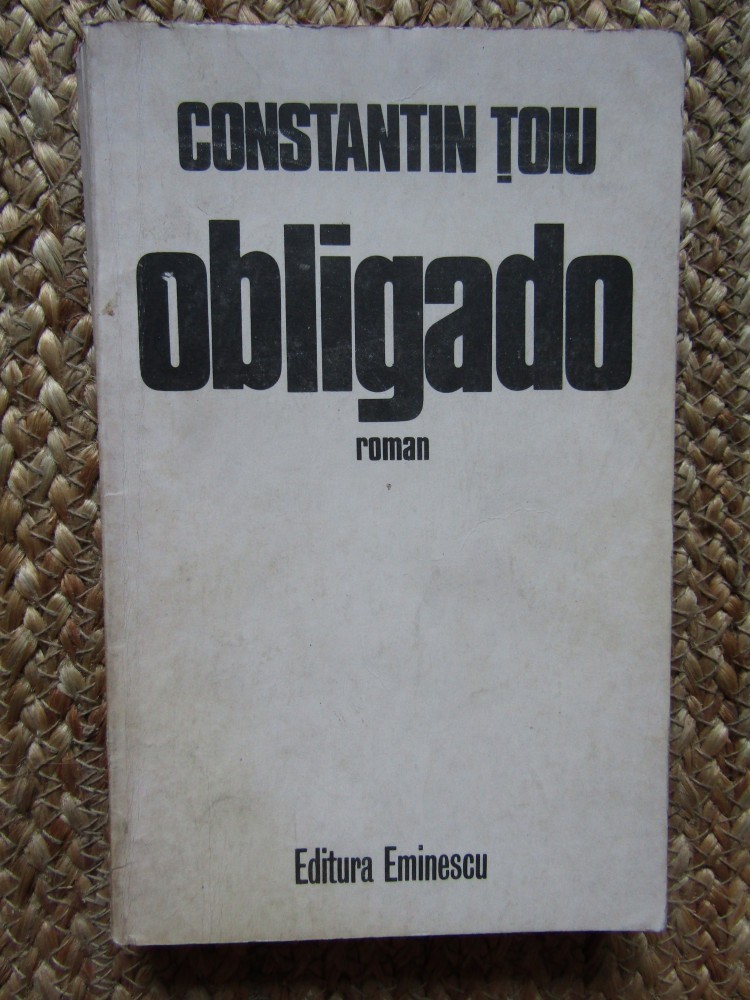 CONSTANTIN ȚOIU
obligado
roman
Editura Eminescu